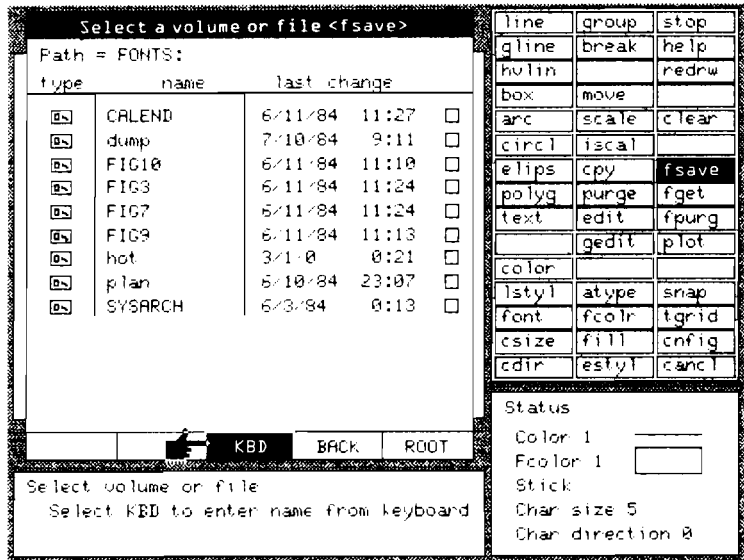 Select a volume or file <fsave>
Path = FONTS:
type name last change
CALEND 6/11/84 11:27
dump 7/10/84 9:11
FIG10 6/11/84 11:10
FIG3 6/11/84 11:24
FIG7 6/11/84 11:24
FIG9 6/11/84 11:13
hot 3/1/0 0:21
plan 6/10/84 23:07
SYSARCH 6/3/84 0:13
KBD BACK ROOT
Select volume or file
Select KBD to enter name from keyboard
line group stop
gline break help
hvlin redrw
box move
arc scale clear
circl iscal
elips cpy fsave
polyg purge fget
text edit fpurg
gedit plot
color
lstyl atype snap
font fcolr tgrid
csize fill cnfig
cdir estyl cancl
Status
Color 1
Fcolor 1
Stick
Char size 5
Char direction 0